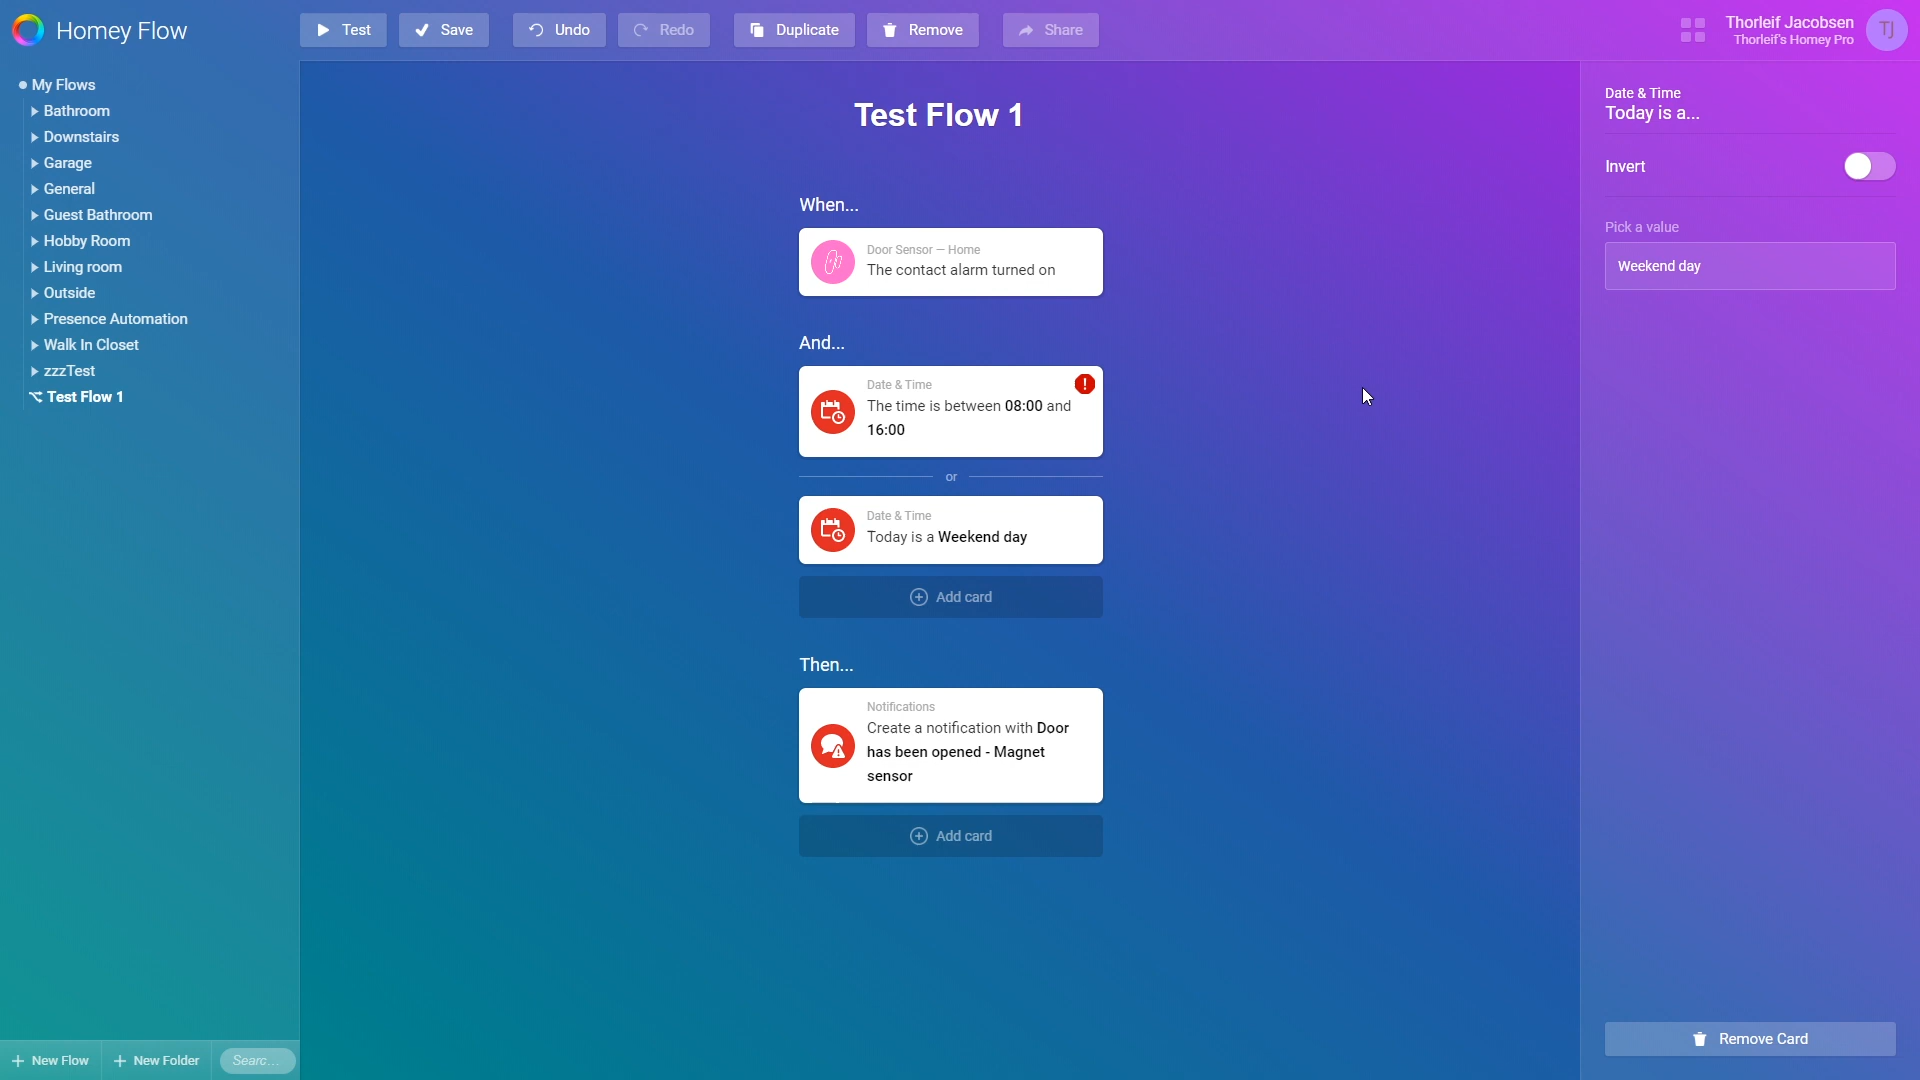 Homey Flow
Test
Save
Undo
Redo
Duplicate
Remove
Share
Thorleif Jacobsen
Thorleif's Homey Pro
TJ
My Flows
Bathroom
Downstairs
Garage
General
Guest Bathroom
Hobby Room
Living room
Outside
Presence Automation
Walk In Closet
zzzTest
Test Flow 1
New Flow
New Folder
Searc...
Test Flow 1
When...
Door Sensor — Home
The contact alarm turned on
And...
Date & Time
The time is between 08:00 and
16:00
or
Date & Time
Today is a Weekend day
Add card
Then...
Notifications
Create a notification with Door
has been opened - Magnet
sensor
Add card
Date & Time
Today is a...
Invert
Pick a value
Weekend day
Remove Card